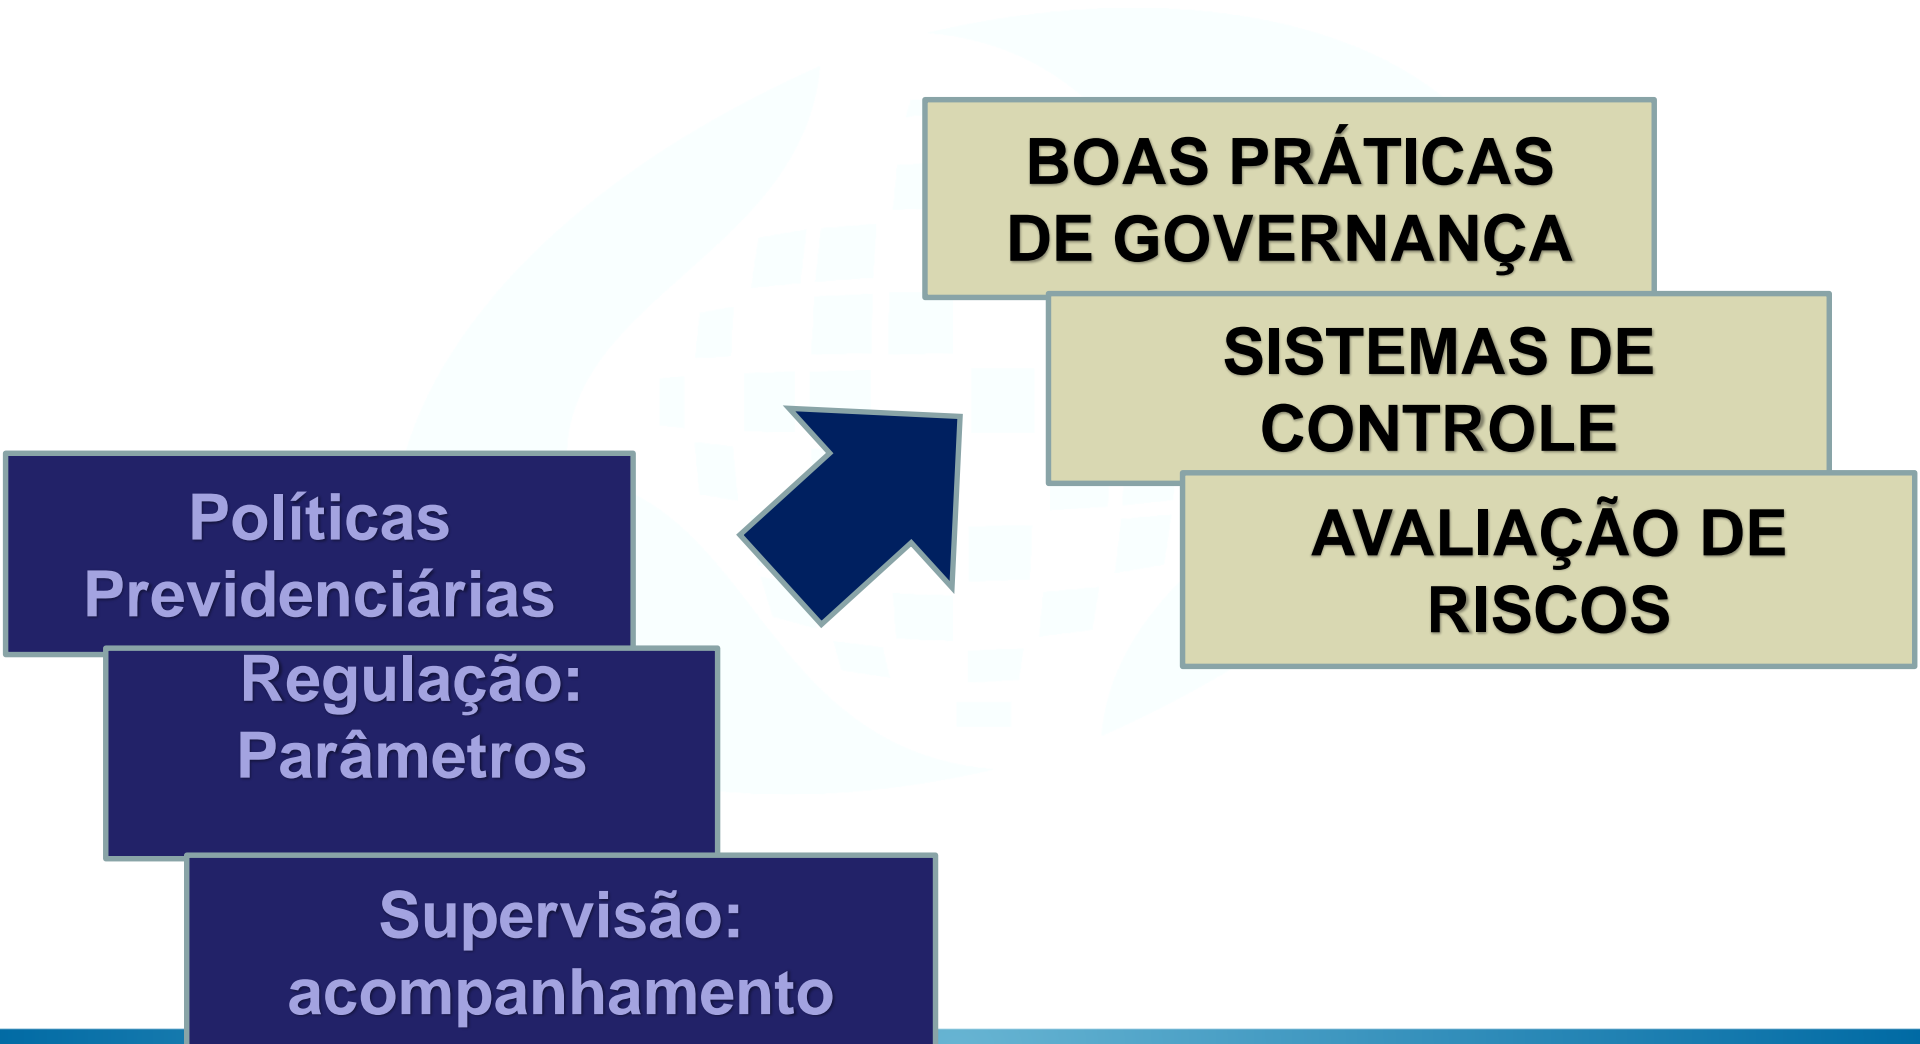 BOAS PRÁTICAS
DE GOVERNANÇA
SISTEMAS DE
CONTROLE
AVALIAÇÃO DE
RISCOS
Políticas
Previdenciárias
Regulação:
Parâmetros
Supervisão:
acompanhamento